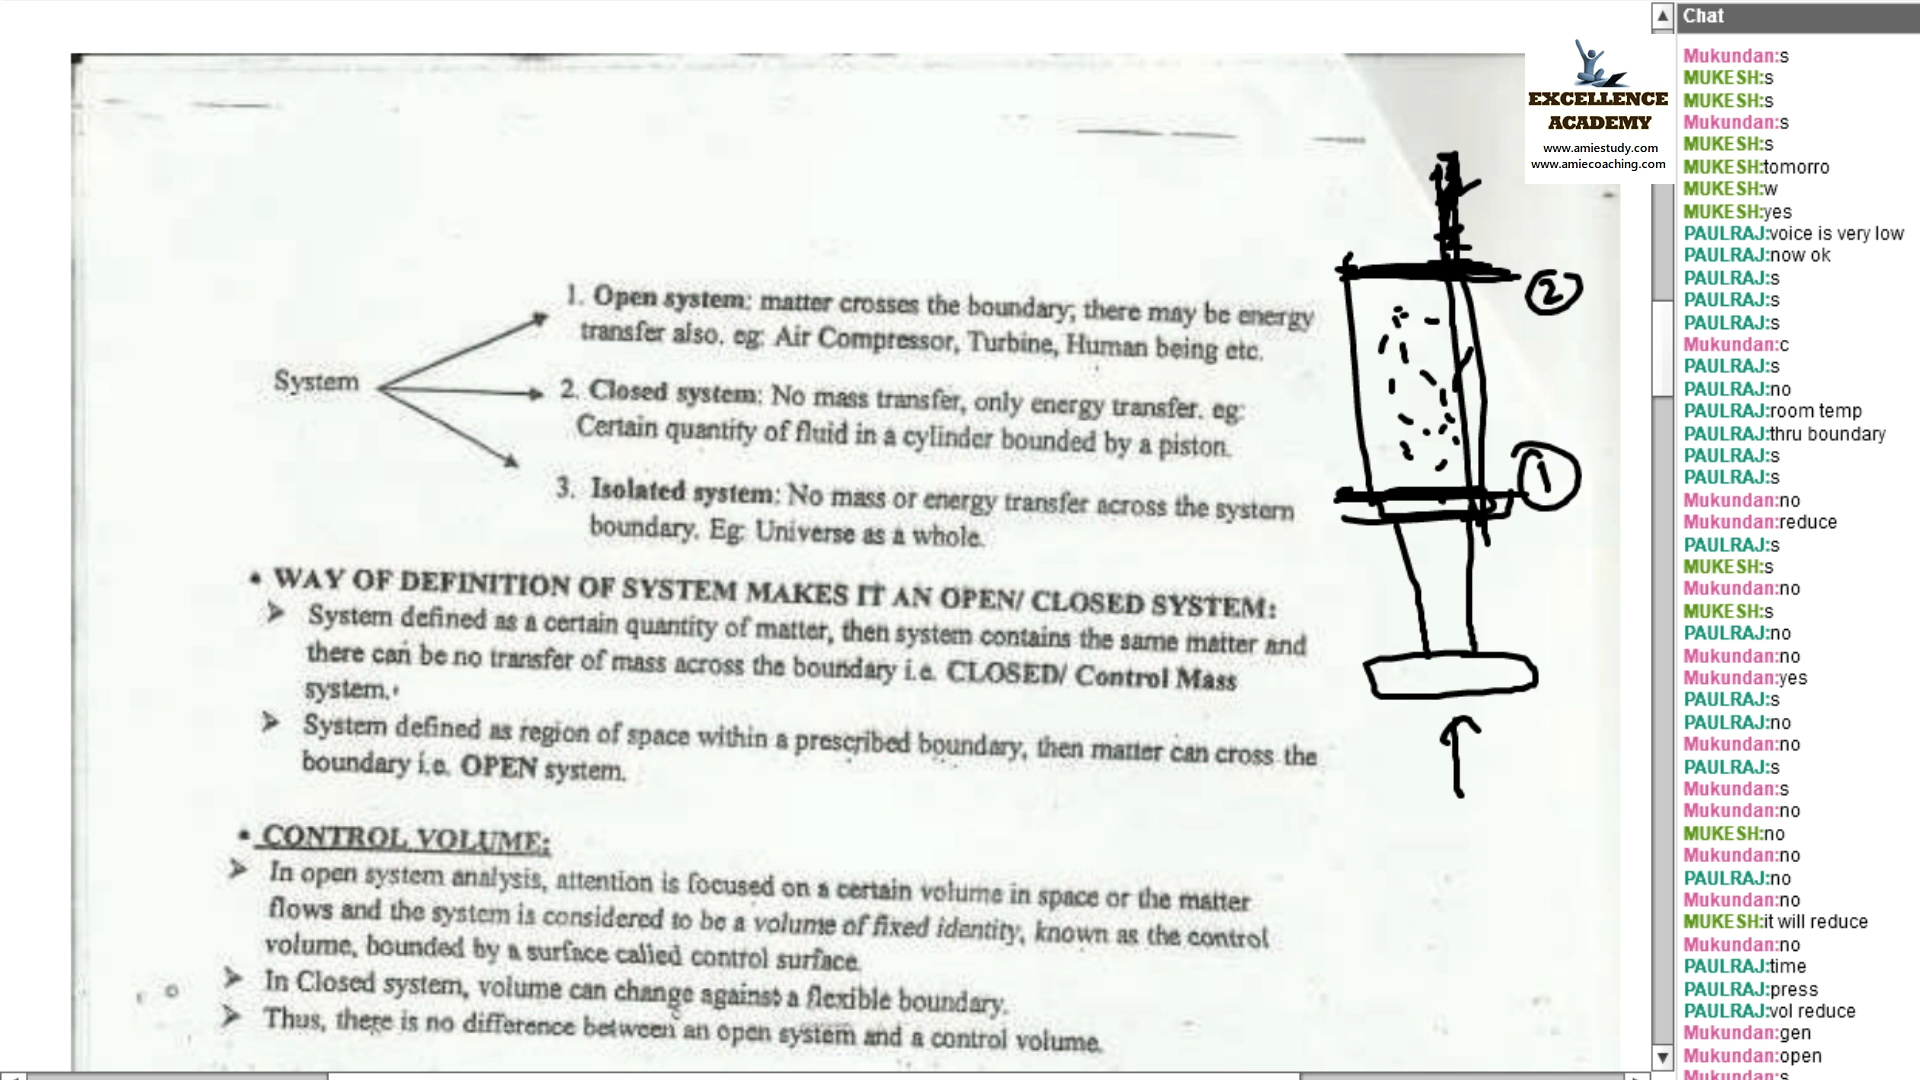 Chat
EXCELLENCE
ACADEMY
www.amiestudy.com
www.amiecoaching.com
System
1. Open system: matter crosses the boundary; there may be energy
transfer also. eg: Air Compressor, Turbine, Human being etc.
2. Closed system: No mass transfer, only energy transfer. eg:
Certain quantity of fluid in a cylinder bounded by a piston.
3. Isolated system: No mass or energy transfer across the system
boundary. Eg: Universe as a whole.
2
1
• WAY OF DEFINITION OF SYSTEM MAKES IT AN OPEN/ CLOSED SYSTEM:
➢ System defined as a certain quantity of matter, then system contains the same matter and
there can be no transfer of mass across the boundary i.e. CLOSED/ Control Mass
system.
➢ System defined as region of space within a prescribed boundary, then matter can cross the
boundary i.e. OPEN system.
• CONTROL VOLUME:
➢ In open system analysis, attention is focused on a certain volume in space or the matter
flows and the system is considered to be a volume of fixed identity, known as the control
volume, bounded by a surface called control surface.
➢ In Closed system, volume can change against a flexible boundary.
➢ Thus, there is no difference between an open system and a control volume.
Mukundan:s
MUKESH:s
MUKESH:s
Mukundan:s
MUKESH:s
MUKESH:tomorro
MUKESH:w
MUKESH:yes
PAULRAJ:voice is very low
PAULRAJ:now ok
PAULRAJ:s
PAULRAJ:s
PAULRAJ:s
Mukundan:c
PAULRAJ:s
PAULRAJ:no
PAULRAJ:room temp
PAULRAJ:thru boundary
PAULRAJ:s
PAULRAJ:s
Mukundan:no
Mukundan:reduce
PAULRAJ:s
MUKESH:s
Mukundan:no
MUKESH:s
PAULRAJ:no
Mukundan:no
Mukundan:yes
PAULRAJ:s
PAULRAJ:no
Mukundan:no
PAULRAJ:s
Mukundan:s
Mukundan:no
MUKESH:no
Mukundan:no
PAULRAJ:no
Mukundan:no
MUKESH:it will reduce
Mukundan:no
PAULRAJ:time
PAULRAJ:press
PAULRAJ:vol reduce
Mukundan:gen
Mukundan:open
Mukundan:s